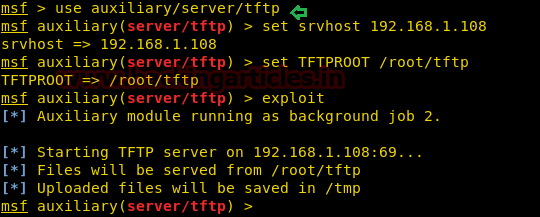 msf > use auxiliary/server/tftp
msf auxiliary(server/tftp) > set srvhost 192.168.1.108
srvhost => 192.168.1.108
msf auxiliary(server/tftp) > set TFTPROOT /root/tftp
TFTPROOT => /root/tftp
msf auxiliary(server/tftp) > exploit
[*] Auxiliary module running as background job 2.
[*] Starting TFTP server on 192.168.1.108:69...
[*] Files will be served from /root/tftp
[*] Uploaded files will be saved in /tmp
msf auxiliary(server/tftp) >